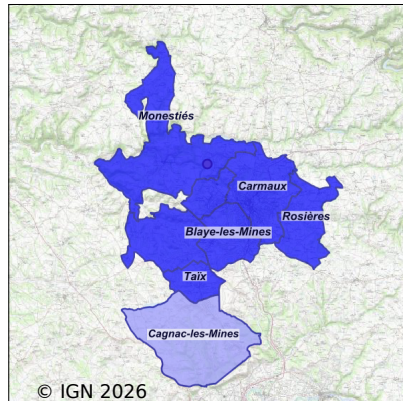 Monestiés
Carmaux
Rosières
Blaye-les-Mines
Taïx
Cagnac-les-Mines
© IGN 2026